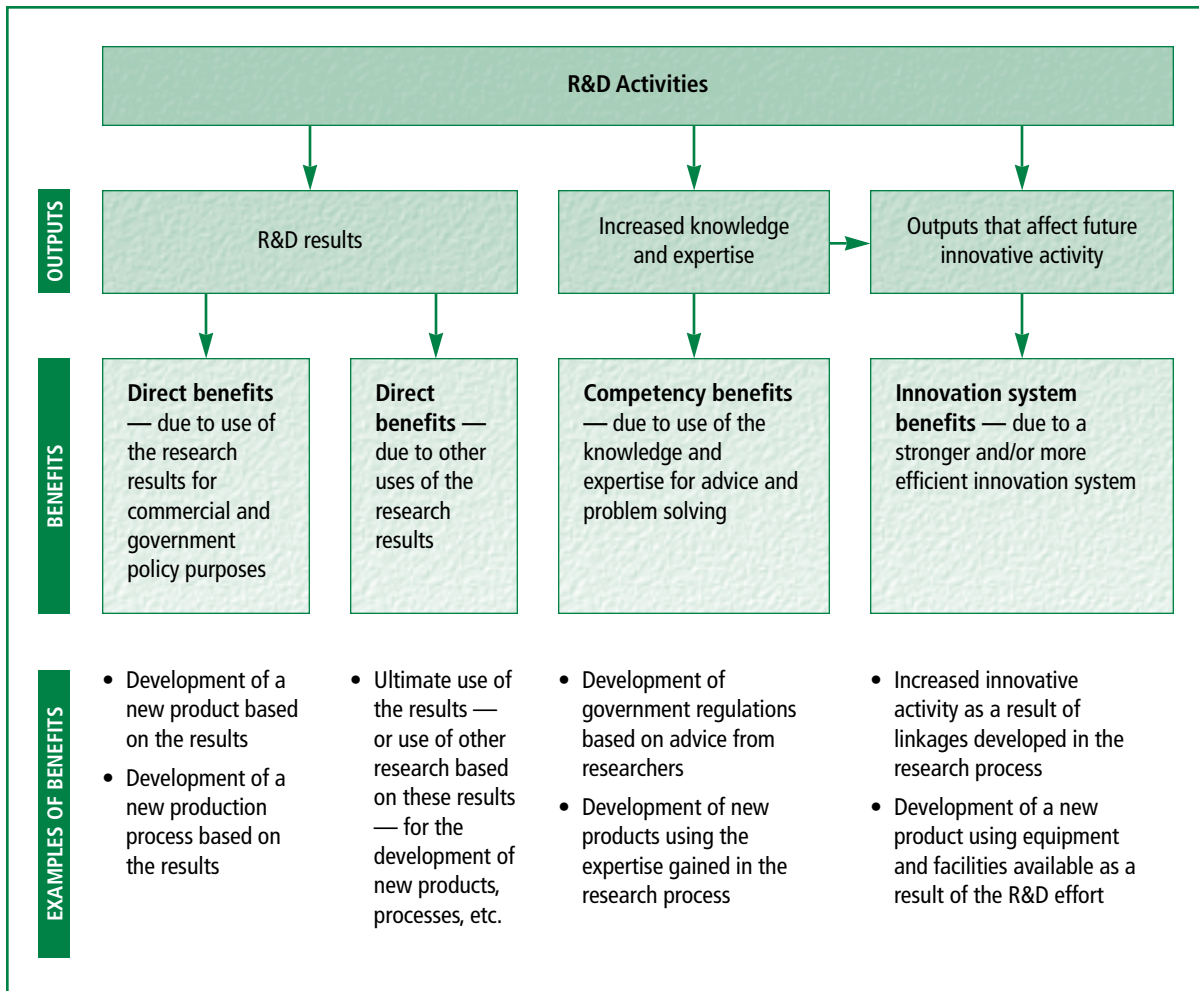 R&D Activities
OUTPUTS
R&D results
Increased knowledge
and expertise
Outputs that affect future
innovative activity
BENEFITS
Direct benefits
— due to use of
the research
results for
commercial and
government
policy purposes
Direct
benefits —
due to other
uses of the
research
results
Competency benefits
— due to use of the
knowledge and
expertise for advice and
problem solving
Innovation system
benefits — due to a
stronger and/or more
efficient innovation system
EXAMPLES OF BENEFITS
• Development of a
new product based
on the results
• Development of a
new production
process based on
the results
• Ultimate use of
the results —
or use of other
research based
on these results
— for the
development of
new products,
processes, etc.
• Development of
government regulations
based on advice from
researchers
• Development of new
products using the
expertise gained in the
research process
• Increased innovative
activity as a result of
linkages developed in the
research process
• Development of a new
product using equipment
and facilities available as a
result of the R&D effort